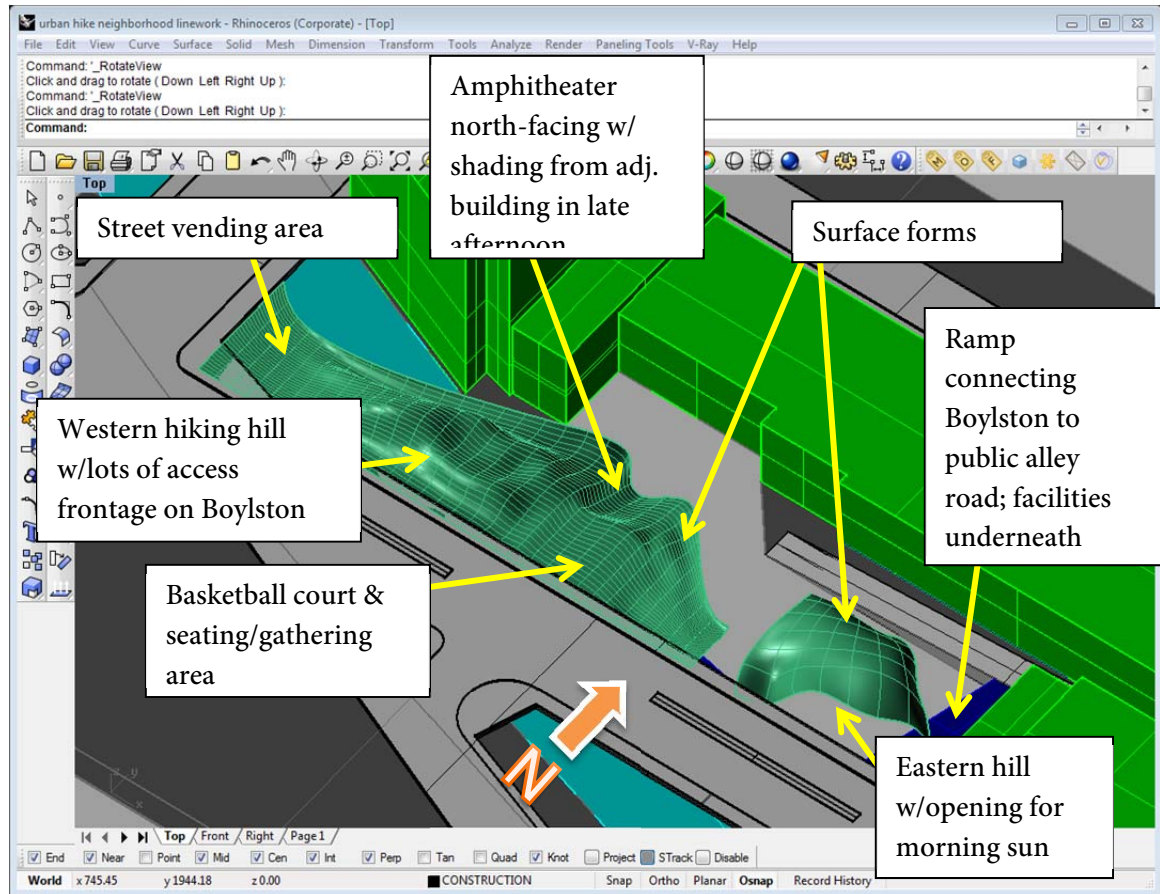 urban hike neighborhood linework - Rhinoceros (Corporate) - [Top]
File Edit View Curve Surface Solid Mesh Dimension Transform Tools Analyze Render Paneling Tools V-Ray Help
Command: '_RotateView
Click and drag to rotate ( Down Left Right Up ):
Command: '_RotateView
Click and drag to rotate ( Down Left Right Up ):
Command:
Top
Street vending area
Amphitheater
north-facing w/
shading from adj.
building in late
afternoon
Surface forms
Ramp
connecting
Boylston to
public alley
road; facilities
underneath
Western hiking hill
w/lots of access
frontage on Boylston
Basketball court &
seating/gathering
area
N
Eastern hill
w/opening for
morning sun
z y
x
Top Front Right Page 1
End Near Point Mid Cen Int Perp Tan Quad Knot Project STrack Disable
World x 745.45 y 1944.18 z 0.00 CONSTRUCTION Snap Ortho Planar Osnap Record History